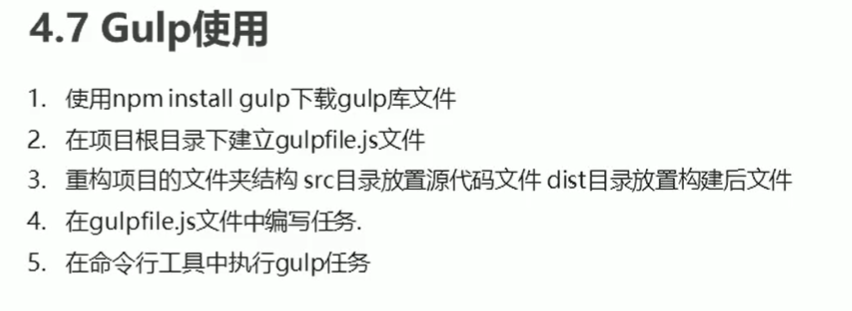 4.7 Gulp使用
1. 使用npm install gulp下载gulp库文件
2. 在项目根目录下建立gulpfile.js文件
3. 重构项目的文件夹结构 src目录放置源代码文件 dist目录放置构建后文件
4. 在gulpfile.js文件中编写任务.
5. 在命令行工具中执行gulp任务